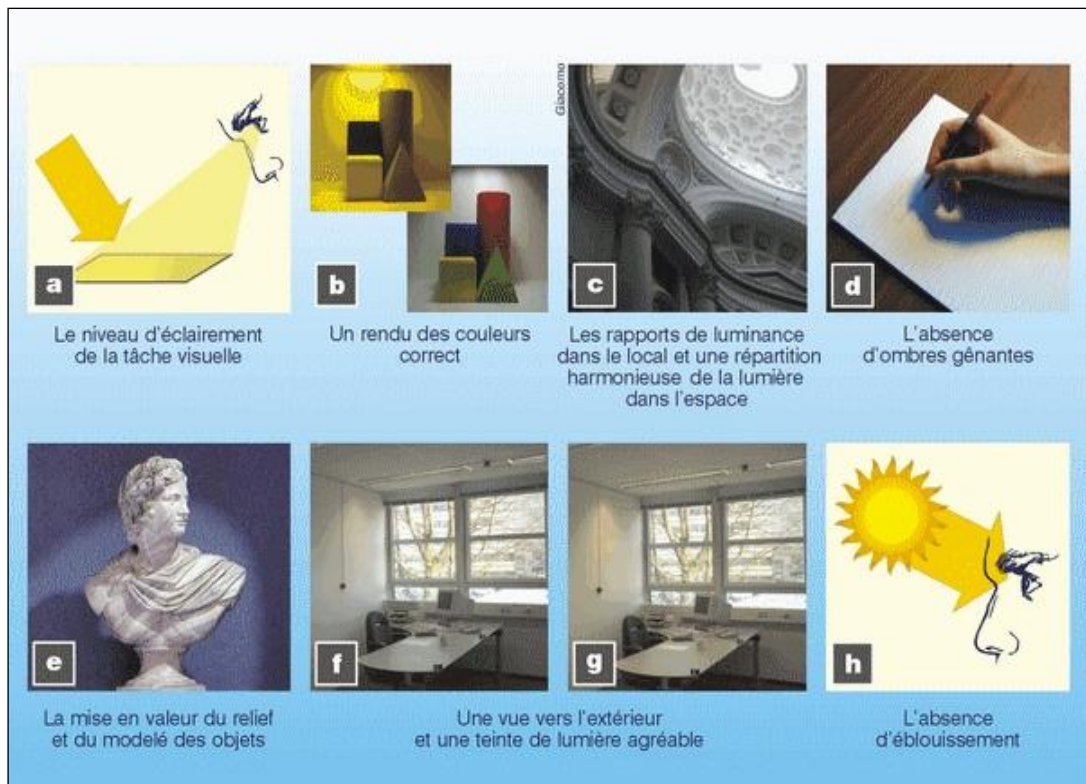 Giacomo
a
b
c
d
Le niveau d'éclairement
de la tâche visuelle
Un rendu des couleurs
correct
Les rapports de luminance
dans le local et une répartition
harmonieuse de la lumière
dans l'espace
L'absence
d'ombres gênantes
e
f
g
h
La mise en valeur du relief
et du modelé des objets
Une vue vers l'extérieur
et une teinte de lumière agréable
L'absence
d'éblouissement